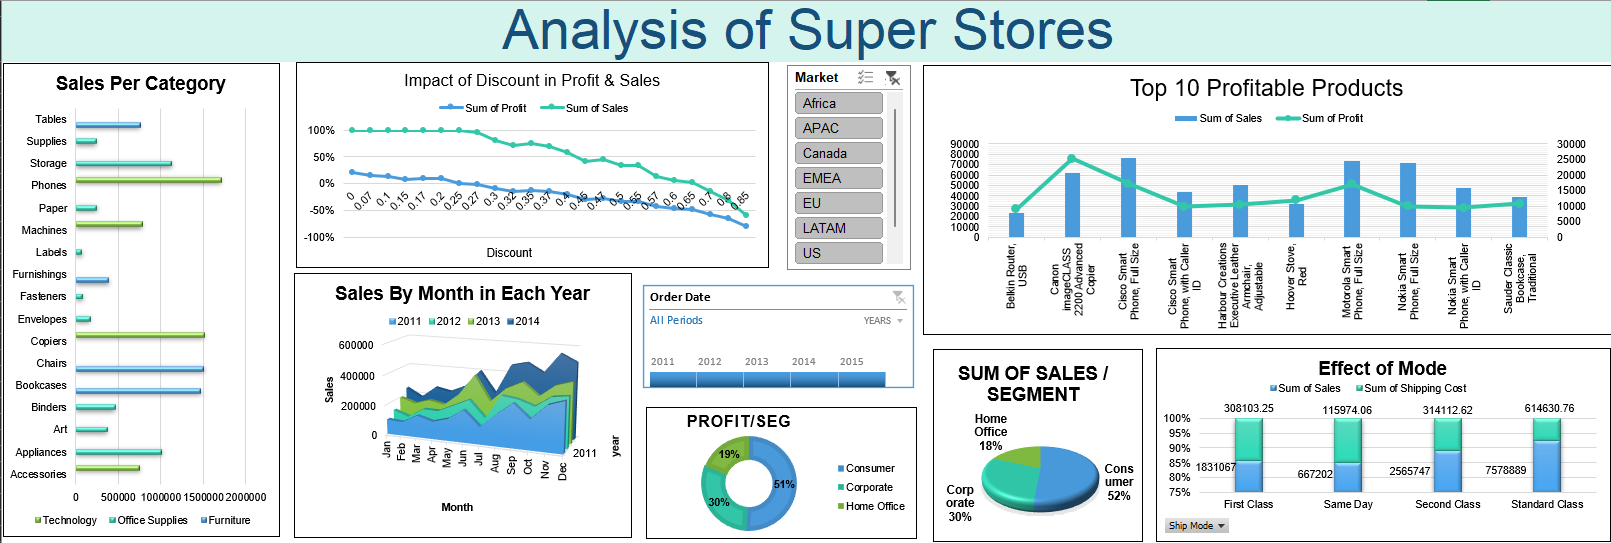 Analysis of Super Stores
Sales Per Category
Tables
Supplies
Storage
Phones
Paper
Machines
Labels
Furnishings
Fasteners
Envelopes
Copiers
Chairs
Bookcases
Binders
Art
Appliances
Accessories
0 500000 1000000 1500000 2000000
Technology Office Supplies Furniture
Impact of Discount in Profit & Sales
Sum of Profit Sum of Sales
100%
50%
0%
-50%
-100%
0 0.07 0.1 0.15 0.17 0.2 0.25 0.27 0.3 0.32 0.35 0.37 0.4 0.45 0.47 0.5 0.55 0.57 0.6 0.65 0.7 0.8 0.85
Discount
Market
Africa
APAC
Canada
EMEA
EU
LATAM
US
Top 10 Profitable Products
Sum of Sales Sum of Profit
90000
80000
70000
60000
50000
40000
30000
20000
10000
0
30000
25000
20000
15000
10000
5000
0
Belkin Router,
USB
Canon
imageCLASS
2200 Advanced
Copier
Cisco Smart
Phone, Full Size
Cisco Smart
Phone, with Caller
ID
Harbour Creations
Executive Leather
Armchair,
Adjustable
Hoover Stove,
Red
Motorola Smart
Phone, Full Size
Nokia Smart
Phone, Full Size
Nokia Smart
Phone, with Caller
ID
Sauder Classic
Bookcase,
Traditional
Sales By Month in Each Year
2011 2012 2013 2014
Sales
600000
400000
200000
0
Jan Feb Mar Apr May Jun Jul Aug Sep Oct Nov Dec
2011
year
Month
Order Date
All Periods YEARS
2011 2012 2013 2014 2015
PROFIT/SEG
19%
51%
30%
Consumer
Corporate
Home Office
SUM OF SALES /
SEGMENT
Home
Office
18%
Cons
umer
52%
Corp
orate
30%
Effect of Mode
Sum of Sales Sum of Shipping Cost
308103.25 115974.06 314112.62 614630.76
100%
95%
90%
85%
80%
75%
1831067 667202 2565747 7578889
First Class Same Day Second Class Standard Class
Ship Mode